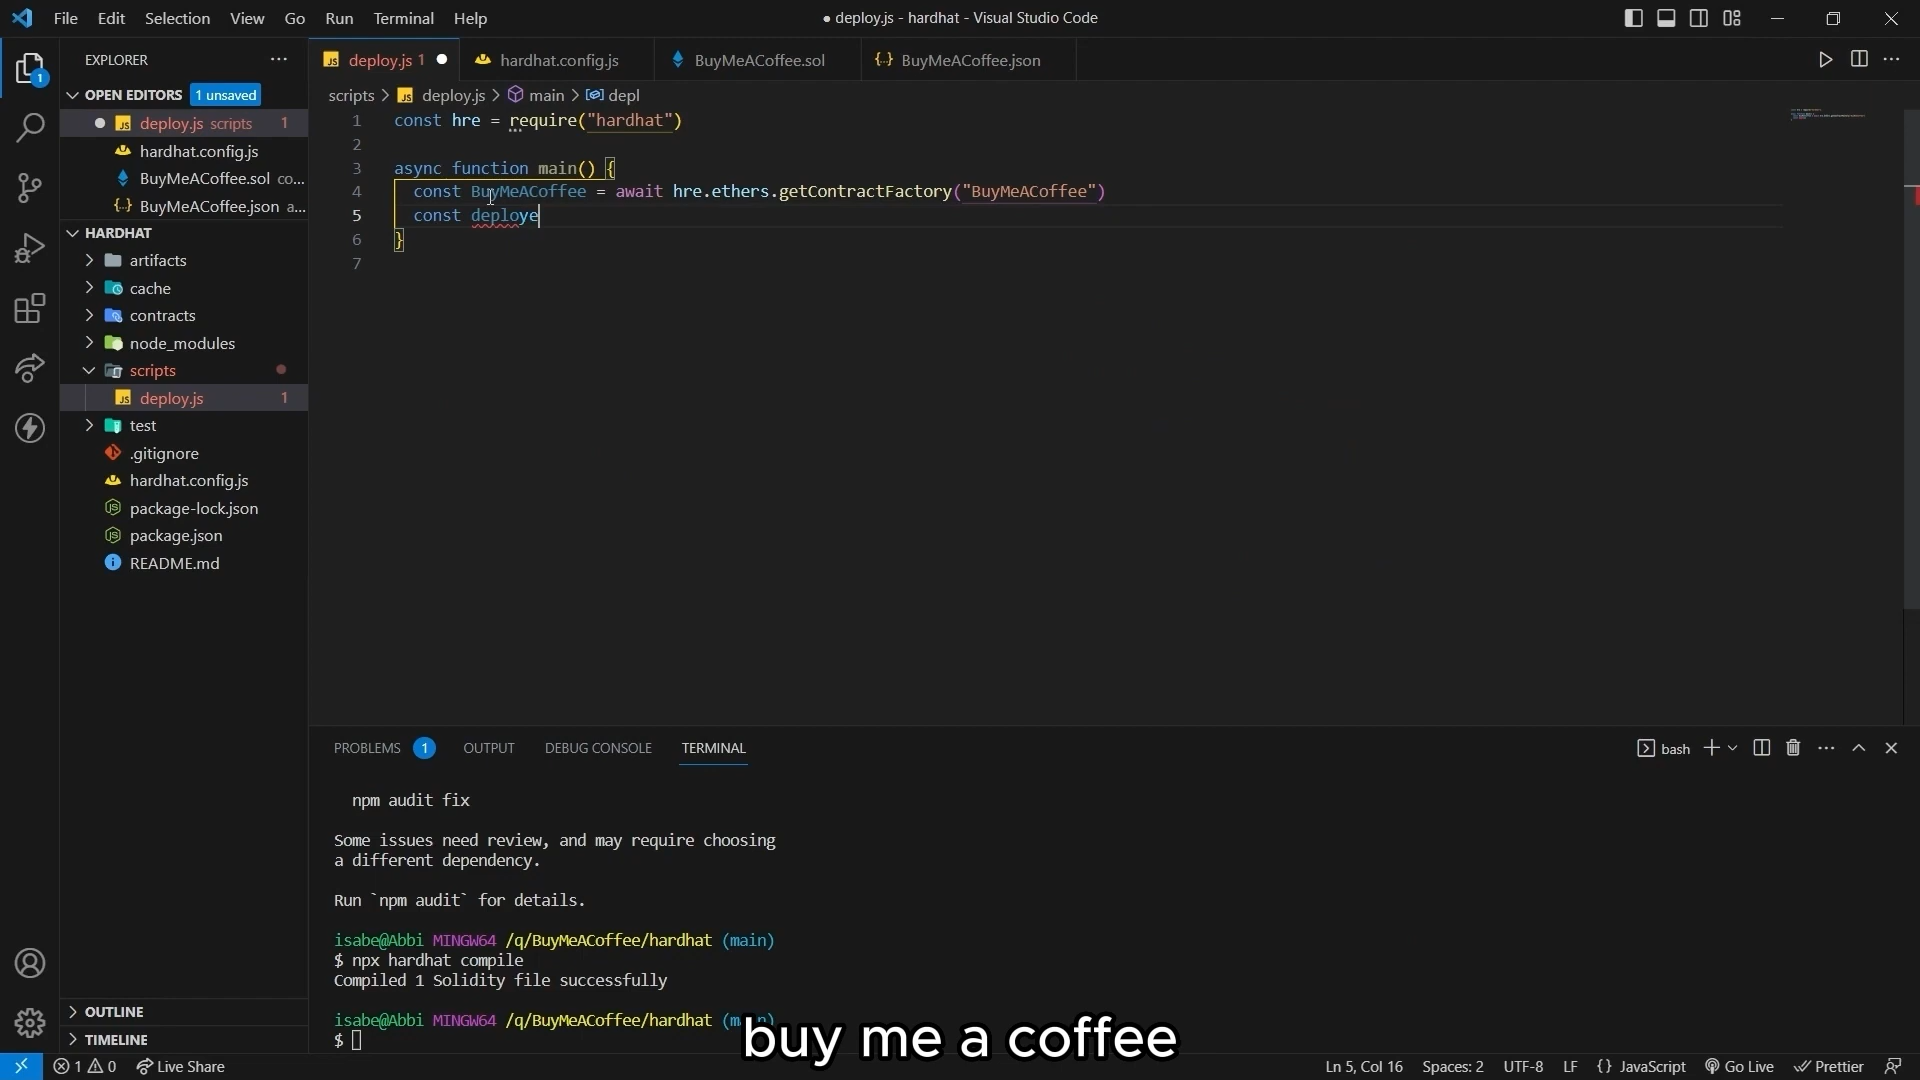 File Edit Selection View Go Run Terminal Help
● deploy.js - hardhat - Visual Studio Code
EXPLORER
OPEN EDITORS 1 unsaved
deploy.js scripts 1
hardhat.config.js
BuyMeACoffee.sol co...
BuyMeACoffee.json a...
HARDHAT
artifacts
cache
contracts
node_modules
scripts
deploy.js 1
test
.gitignore
hardhat.config.js
package-lock.json
package.json
README.md
OUTLINE
TIMELINE
deploy.js 1
hardhat.config.js
BuyMeACoffee.sol
BuyMeACoffee.json
scripts > deploy.js > main > depl
1 const hre = require("hardhat")
2
3 async function main() {
4 const BuyMeACoffee = await hre.ethers.getContractFactory("BuyMeACoffee")
5 const deploye
6 }
7
PROBLEMS 1 OUTPUT DEBUG CONSOLE TERMINAL
bash
npm audit fix
Some issues need review, and may require choosing
a different dependency.
Run `npm audit` for details.
isabe@Abbi MINGW64 /q/BuyMeACoffee/hardhat (main)
$ npx hardhat compile
Compiled 1 Solidity file successfully
isabe@Abbi MINGW64 /q/BuyMeACoffee/hardhat (main)
$
buy me a coffee
1 0 Live Share
Ln 5, Col 16 Spaces: 2 UTF-8 LF {} JavaScript Go Live Prettier